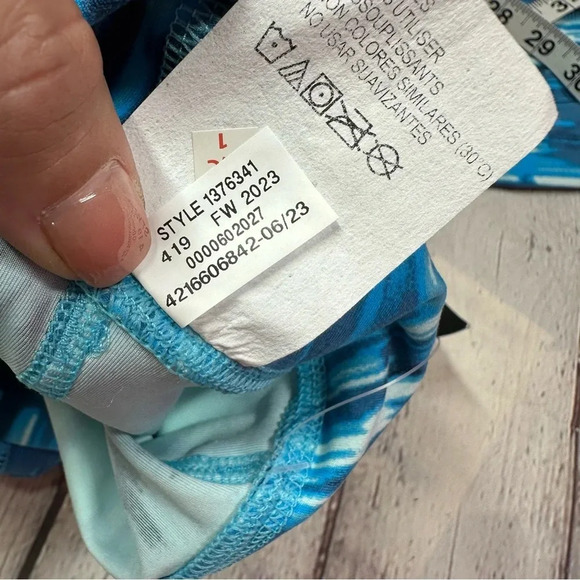 UTILISER
SSOUPLISSANTS
ON COLORES SIMILARES (30°C)
NO USAR SUAVIZANTES
STYLE 1376341
419 FW 2023
0000602027
4216606842-06/23
28
29
30